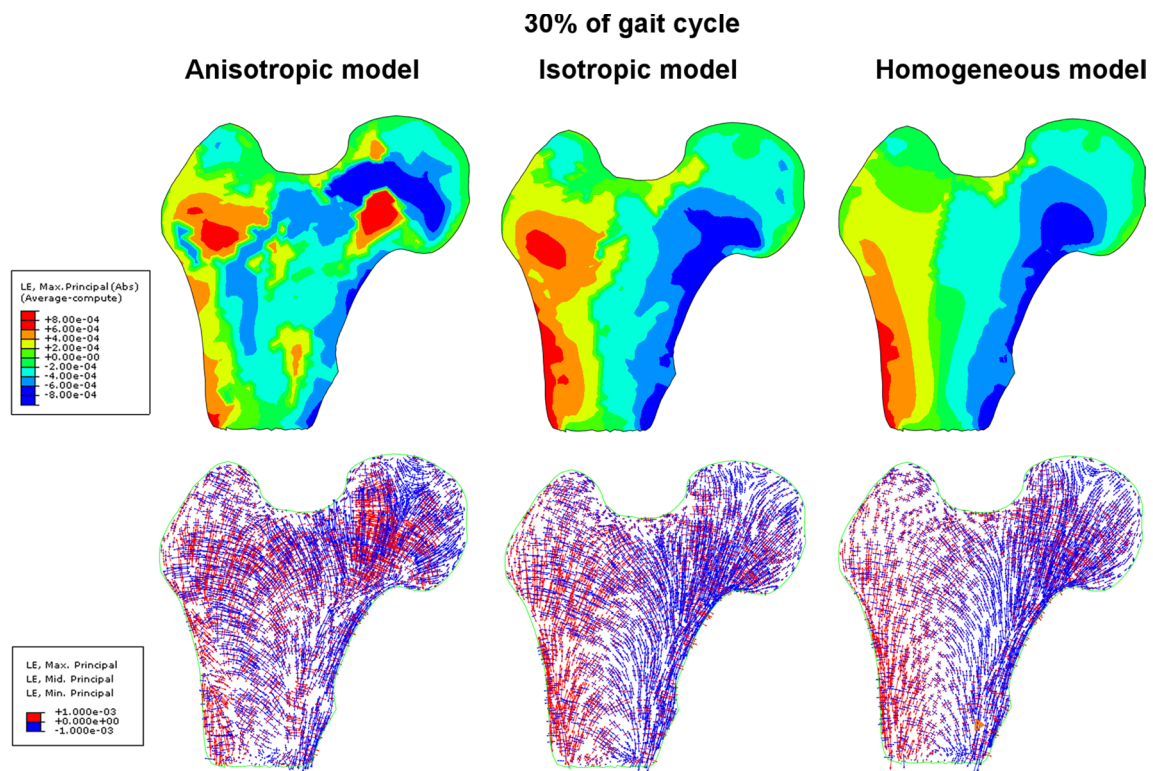 30% of gait cycle
Anisotropic model
Isotropic model
Homogeneous model
LE, Max.Principal(Abs)
(Average-compute)
+8.00e-04
+6.00e-04
+4.00e-04
+2.00e-04
+0.00e+00
-2.00e-04
-4.00e-04
-6.00e-04
-8.00e-04
LE, Max. Principal
LE, Mid. Principal
LE, Min. Principal
+1.000e-03
+0.000e+00
-1.000e-03